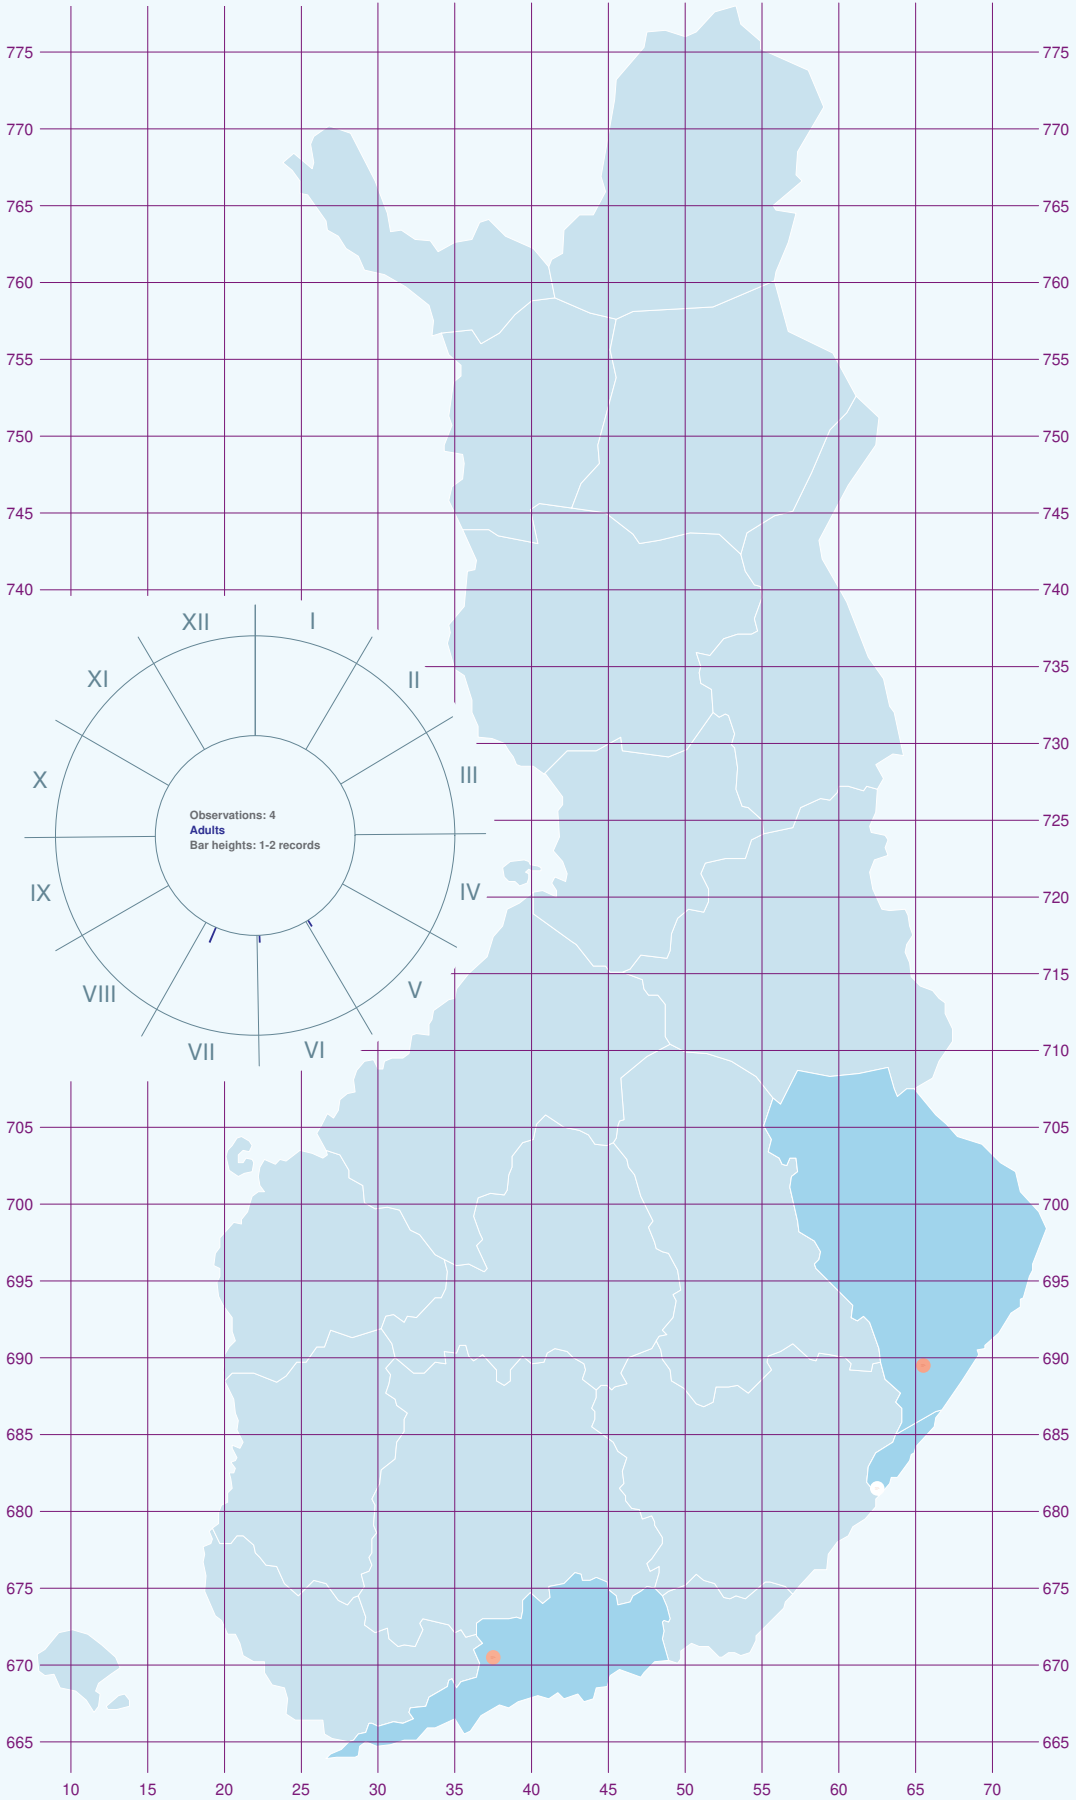 775 775
770 770
765 765
760 760
755 755
750 750
745 745
740 740
XII I
XI II
735
730
X III
725
Observations: 4
Adults
Bar heights: 1-2 records
IX IV
720
715
VIII V
VII VI
710
705 705
700 700
695 695
690 690
685 685
680 680
675 675
670 670
665 665
10 15 20 25 30 35 40 45 50 55 60 65 70